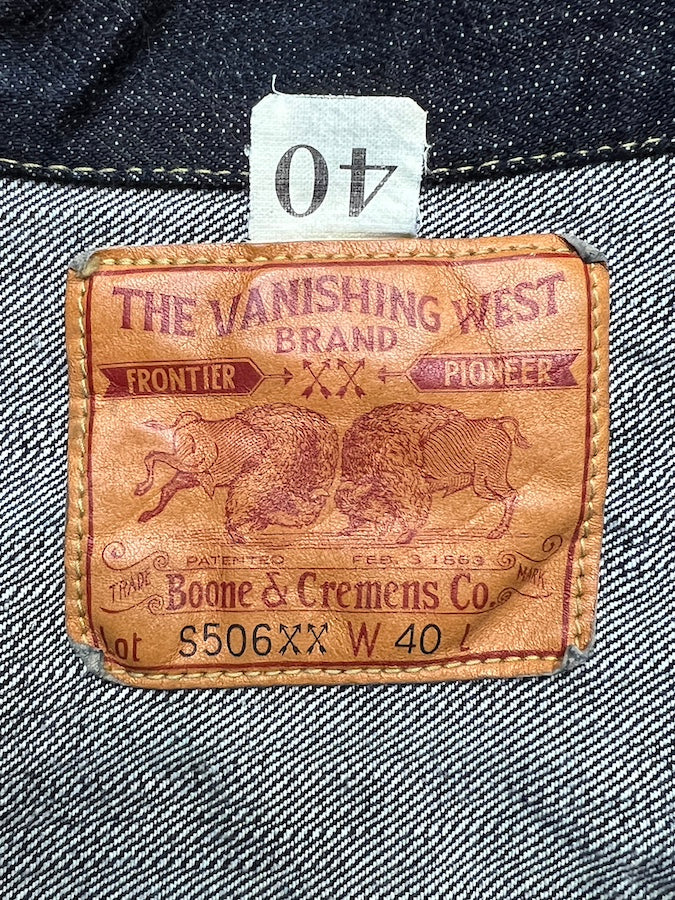 40
THE VANISHING WEST
BRAND
FRONTIER XX PIONEER
PATENTED FEB. 3 1863
TRADE Boone & Cremens Co. MARK
Lot S506XX W 40 L